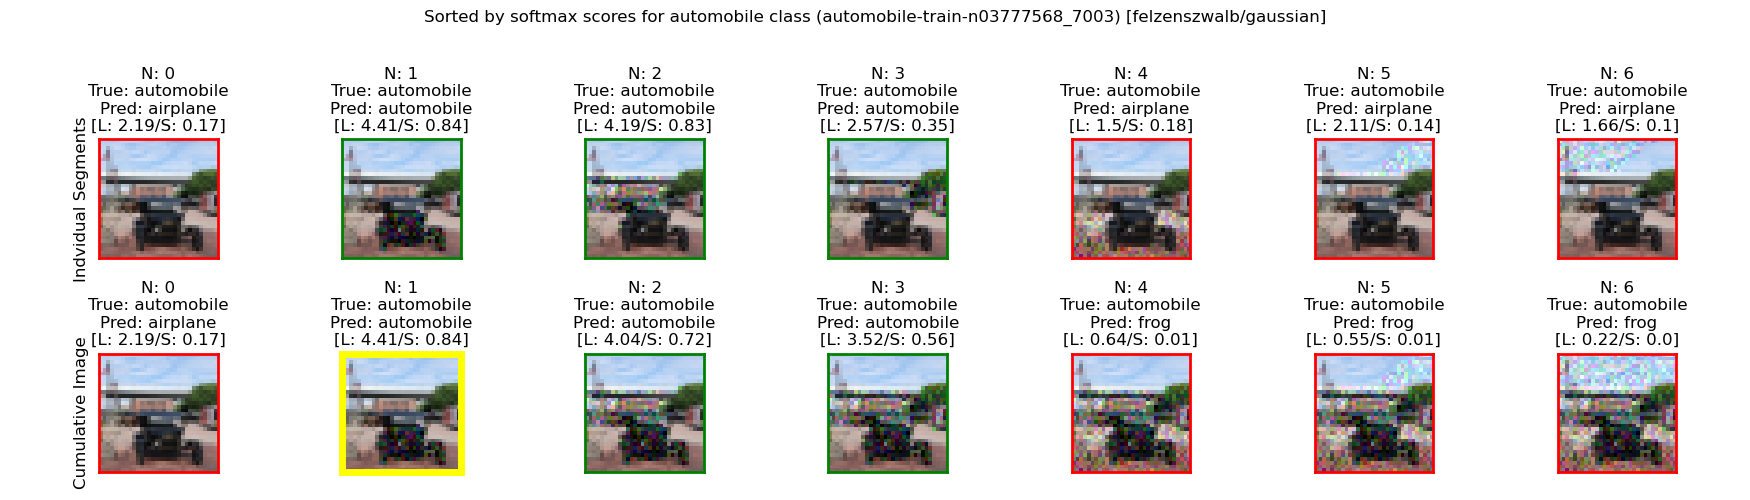 Sorted by softmax scores for automobile class (automobile-train-n03777568_7003) [felzenszwalb/gaussian]
Indvidual Segments
N: 0
True: automobile
Pred: airplane
[L: 2.19/S: 0.17]
N: 1
True: automobile
Pred: automobile
[L: 4.41/S: 0.84]
N: 2
True: automobile
Pred: automobile
[L: 4.19/S: 0.83]
N: 3
True: automobile
Pred: automobile
[L: 2.57/S: 0.35]
N: 4
True: automobile
Pred: airplane
[L: 1.5/S: 0.18]
N: 5
True: automobile
Pred: airplane
[L: 2.11/S: 0.14]
N: 6
True: automobile
Pred: airplane
[L: 1.66/S: 0.1]
Cumulative Image
N: 0
True: automobile
Pred: airplane
[L: 2.19/S: 0.17]
N: 1
True: automobile
Pred: automobile
[L: 4.41/S: 0.84]
N: 2
True: automobile
Pred: automobile
[L: 4.04/S: 0.72]
N: 3
True: automobile
Pred: automobile
[L: 3.52/S: 0.56]
N: 4
True: automobile
Pred: frog
[L: 0.64/S: 0.01]
N: 5
True: automobile
Pred: frog
[L: 0.55/S: 0.01]
N: 6
True: automobile
Pred: frog
[L: 0.22/S: 0.0]